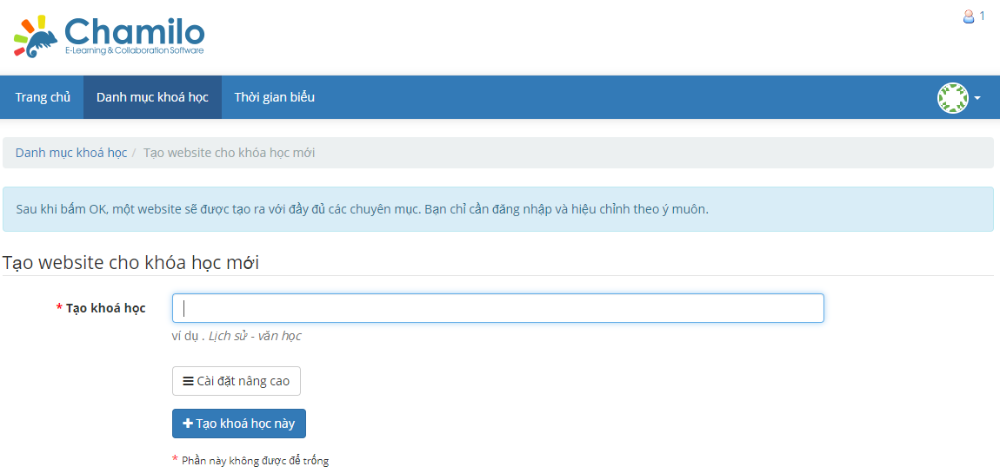 Chamilo
E-Learning & Collaboration Software
1
Trang chủ Danh mục khoá học Thời gian biểu
Danh mục khoá học / Tạo website cho khóa học mới
Sau khi bấm OK, một website sẽ được tạo ra với đầy đủ các chuyên mục. Bạn chỉ cần đăng nhập và hiệu chỉnh theo ý muôn.
Tạo website cho khóa học mới
* Tạo khoá học
ví dụ . Lịch sử - văn học
Cài đặt nâng cao
Tạo khoá học này
* Phần này không được để trống